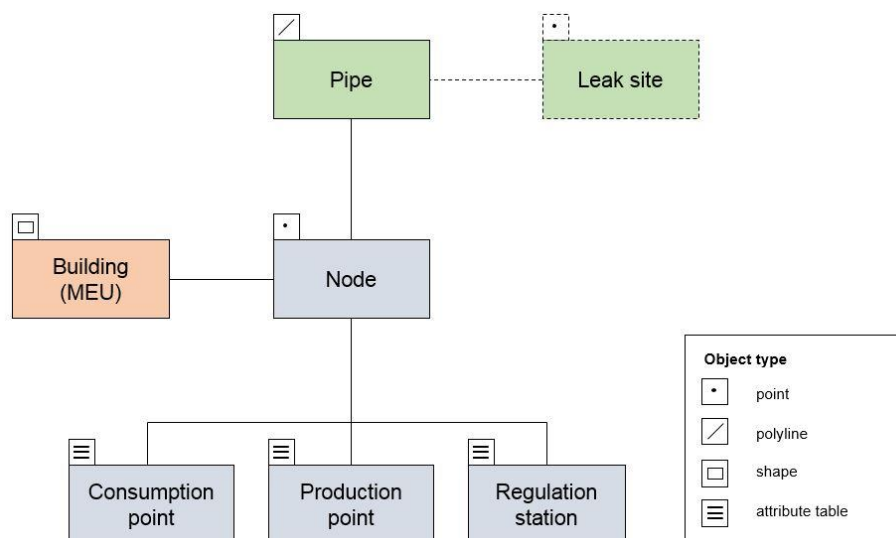 Pipe
Leak site
Building
(MEU)
Node
Consumption
point
Production
point
Regulation
station
Object type
point
polyline
shape
attribute table